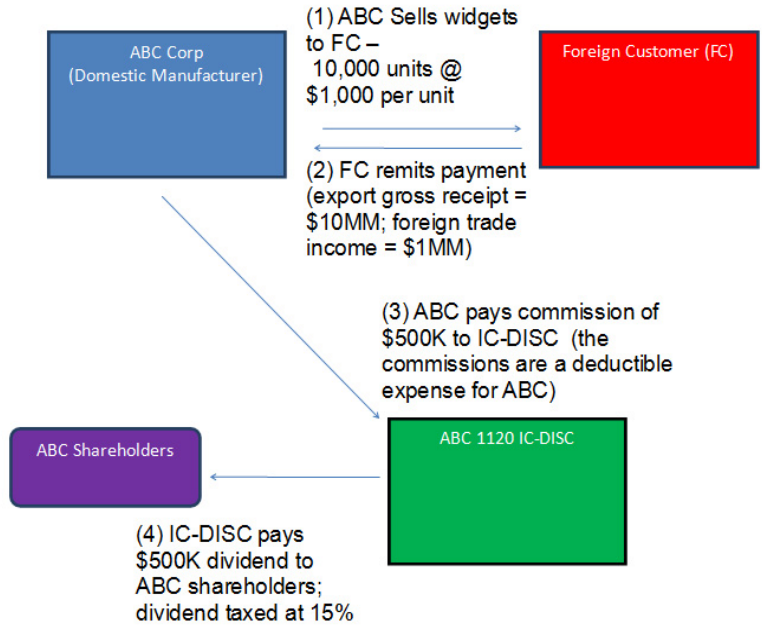 ABC Corp
(Domestic Manufacturer)
(1) ABC Sells widgets
to FC –
10,000 units @
$1,000 per unit
Foreign Customer (FC)
(2) FC remits payment
(export gross receipt =
$10MM; foreign trade
income = $1MM)
(3) ABC pays commission of
$500K to IC-DISC (the
commissions are a deductible
expense for ABC)
ABC Shareholders
ABC 1120 IC-DISC
(4) IC-DISC pays
$500K dividend to
ABC shareholders;
dividend taxed at 15%